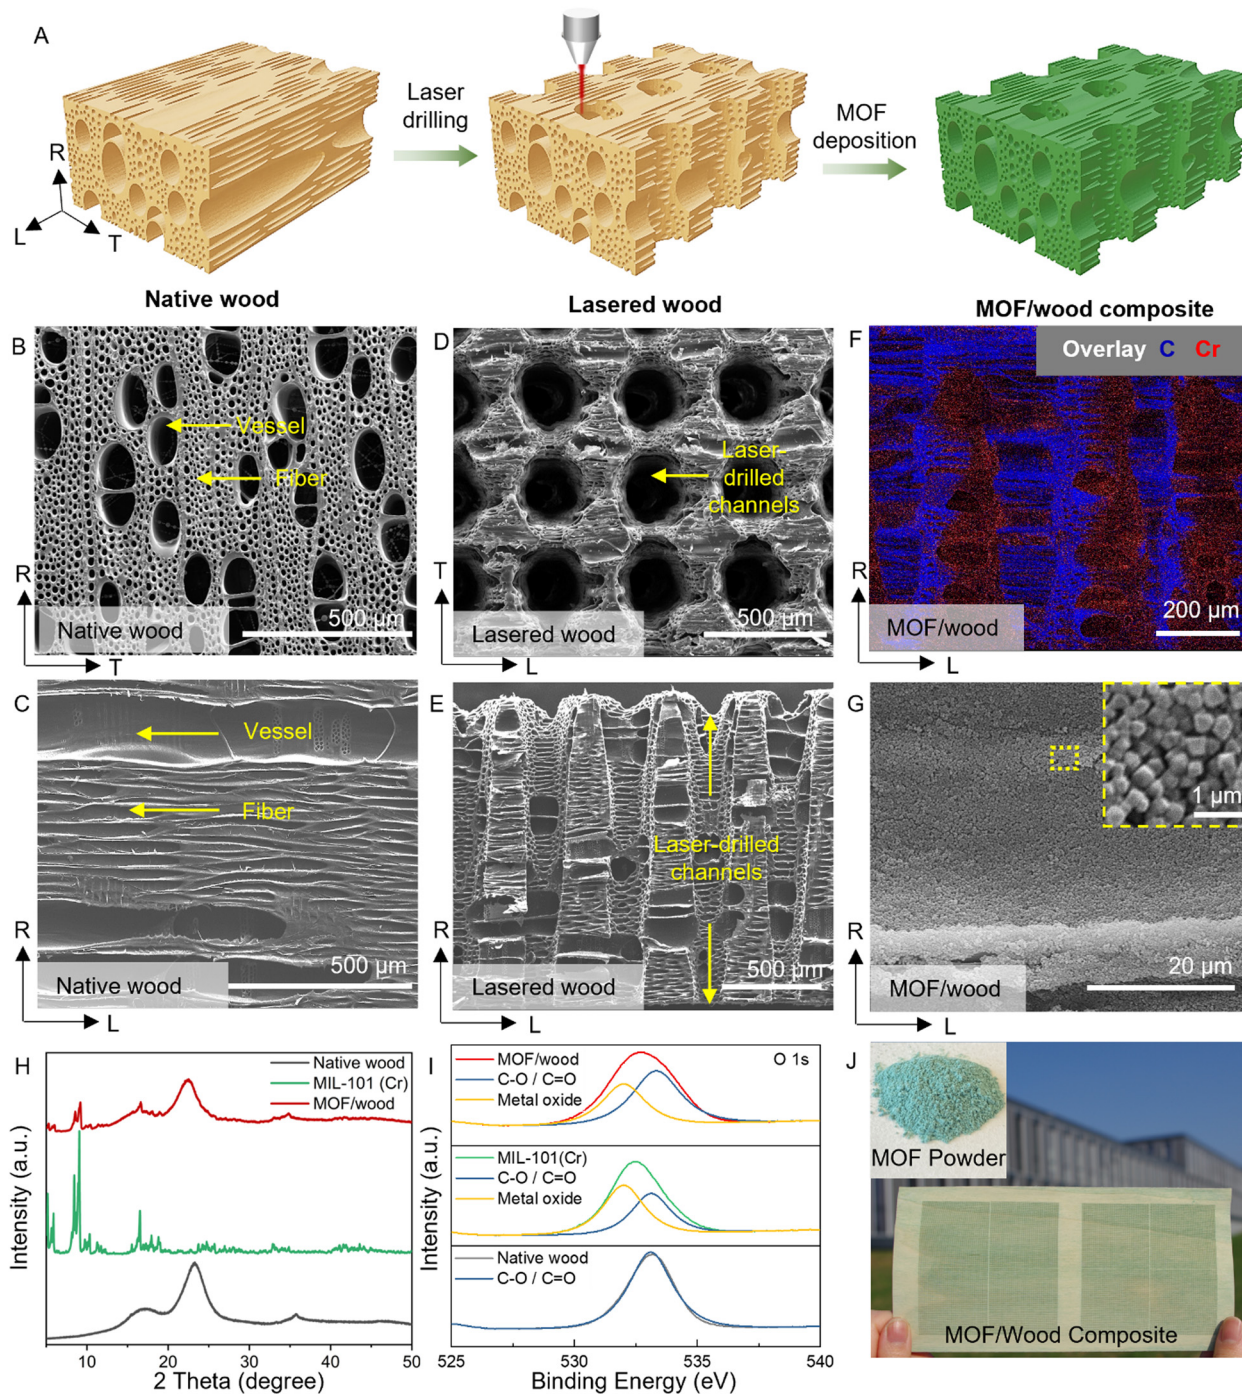 A
Laser
drilling
MOF
deposition
R
L
T
Native wood
Lasered wood
MOF/wood composite
B
Vessel
Fiber
500 µm
Native wood
R
T
D
Laser-
drilled
channels
500 µm
Lasered wood
T
L
F
Overlay C Cr
200 µm
MOF/wood
R
L
C
Vessel
Fiber
500 µm
Native wood
R
L
E
Laser-drilled
channels
500 µm
Lasered wood
R
L
G
1 µm
20 µm
MOF/wood
R
L
H
Native wood
MIL-101 (Cr)
MOF/wood
Intensity (a.u.)
10 20 30 40 50
2 Theta (degree)
I
O 1s
MOF/wood
C-O / C=O
Metal oxide
MIL-101(Cr)
C-O / C=O
Metal oxide
Native wood
C-O / C=O
Intensity (a.u.)
525 530 535 540
Binding Energy (eV)
J
MOF Powder
MOF/Wood Composite